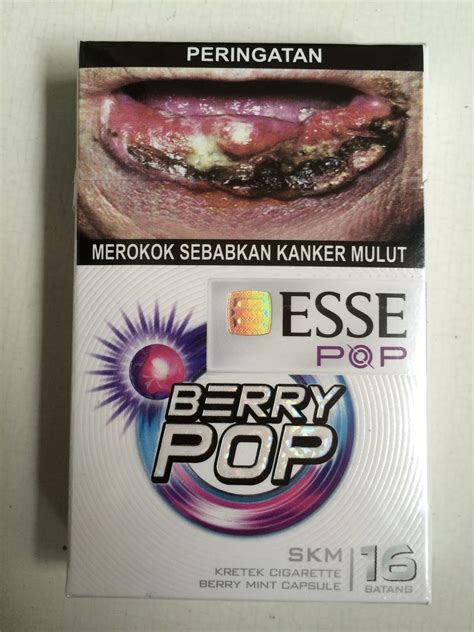 PERINGATAN
MEROKOK SEBABKAN KANKER MULUT
ESSE
POP
BERRY
POP
SKM
KRETEK CIGARETTE
BERRY MINT CAPSULE
16
BATANG